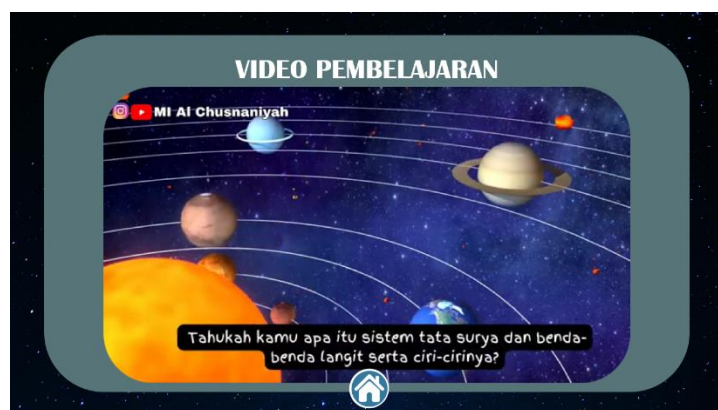 VIDEO PEMBELAJARAN
MI Al Chusnaniyah
Tahukah kamu apa itu sistem tata surya dan benda-
benda langit serta ciri-cirinya?